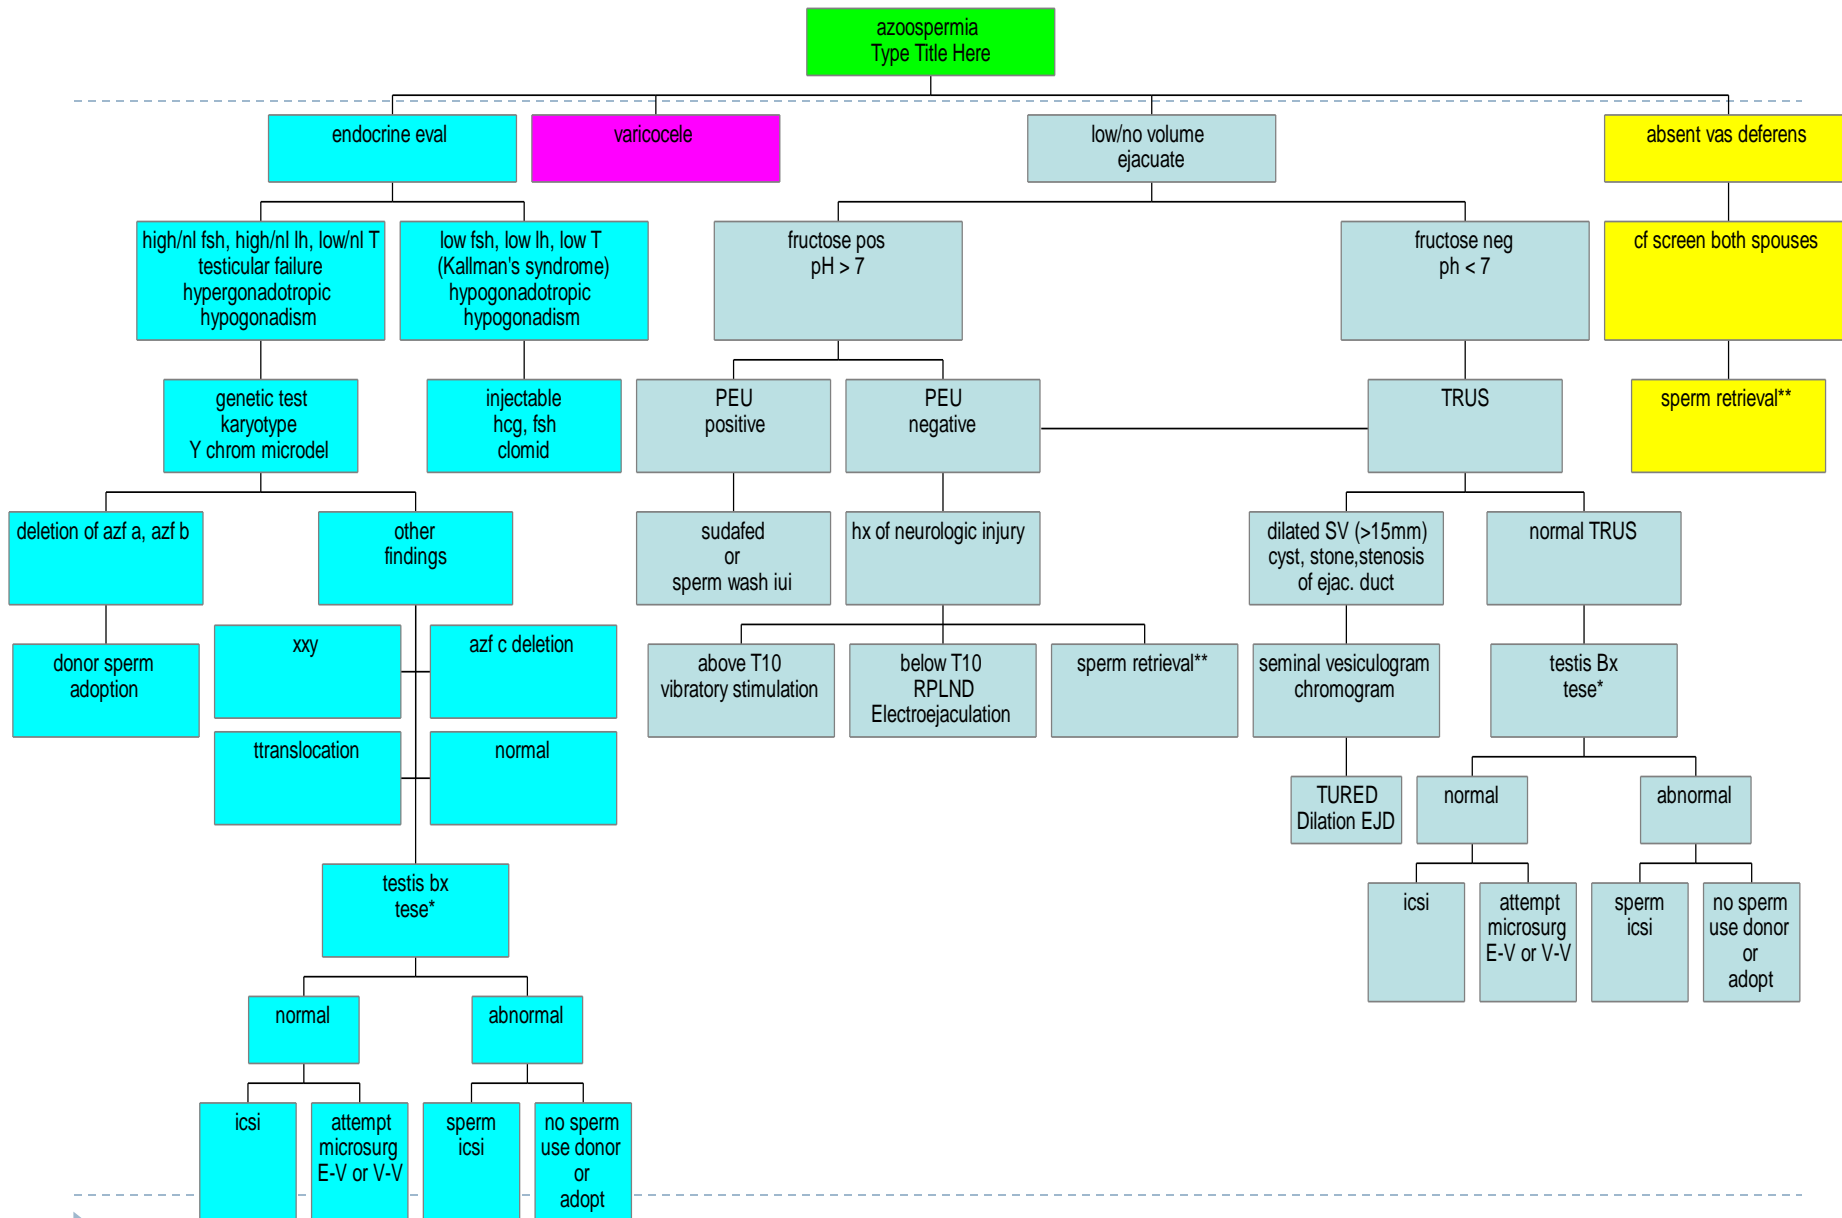 azoospermia
Type Title Here
endocrine eval
varicocele
low/no volume
ejacuate
absent vas deferens
high/nl fsh, high/nl lh, low/nl T
testicular failure
hypergonadotropic
hypogonadism
low fsh, low lh, low T
(Kallman's syndrome)
hypogonadotropic
hypogonadism
fructose pos
pH > 7
fructose neg
ph < 7
cf screen both spouses
genetic test
karyotype
Y chrom microdel
injectable
hcg, fsh
clomid
PEU
positive
PEU
negative
TRUS
sperm retrieval**
deletion of azf a, azf b
other
findings
sudafed
or
sperm wash iui
hx of neurologic injury
dilated SV (>15mm)
cyst, stone,stenosis
of ejac. duct
normal TRUS
donor sperm
adoption
xxy
azf c deletion
above T10
vibratory stimulation
below T10
RPLND
Electroejaculation
sperm retrieval**
seminal vesiculogram
chromogram
testis Bx
tese*
ttranslocation
normal
TURED
Dilation EJD
normal
abnormal
testis bx
tese*
icsi
attempt
microsurg
E-V or V-V
sperm
icsi
no sperm
use donor
or
adopt
normal
abnormal
icsi
attempt
microsurg
E-V or V-V
sperm
icsi
no sperm
use donor
or
adopt